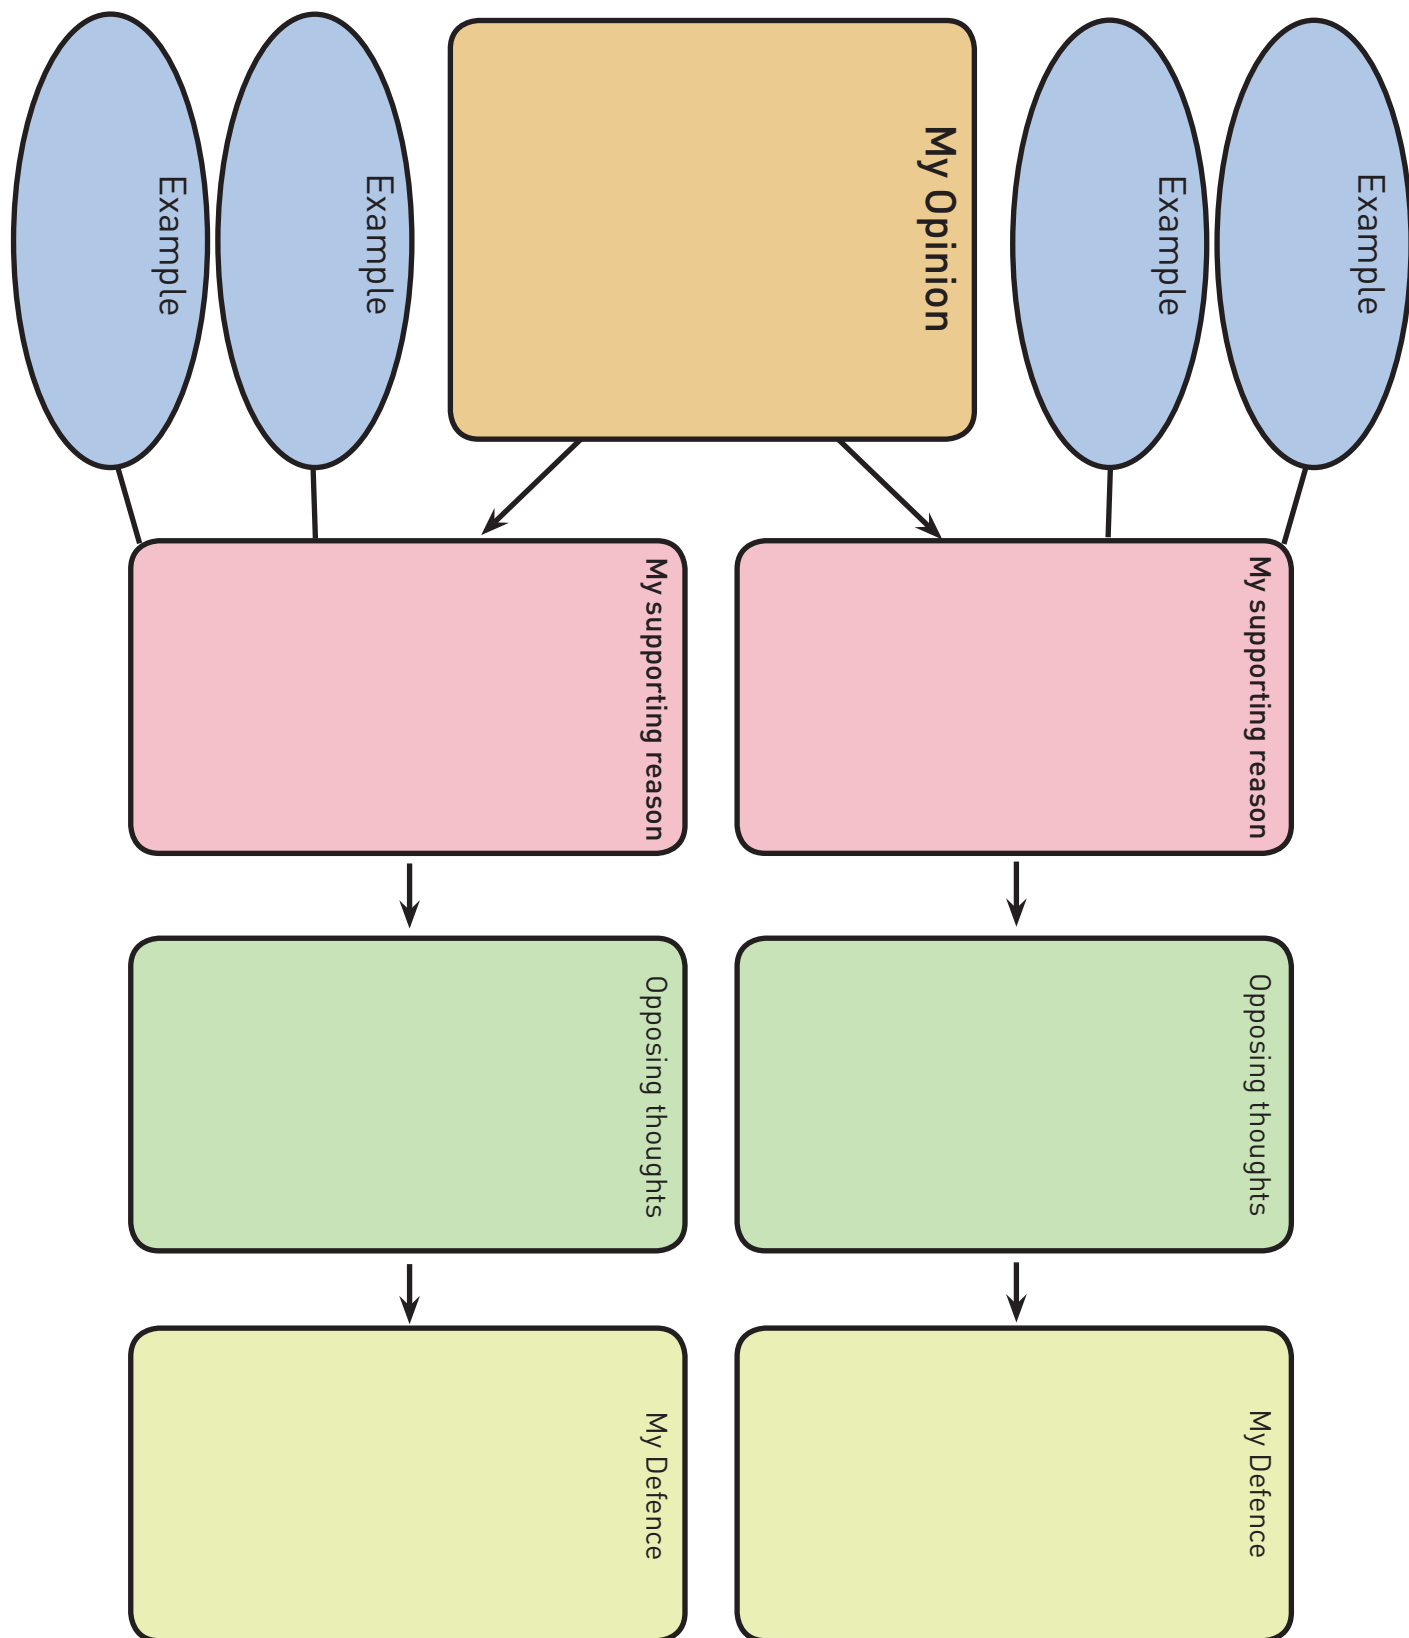 Example
Example
My supporting reason
Opposing thoughts
My Defence
My Opinion
Example
Example
My supporting reason
Opposing thoughts
My Defence